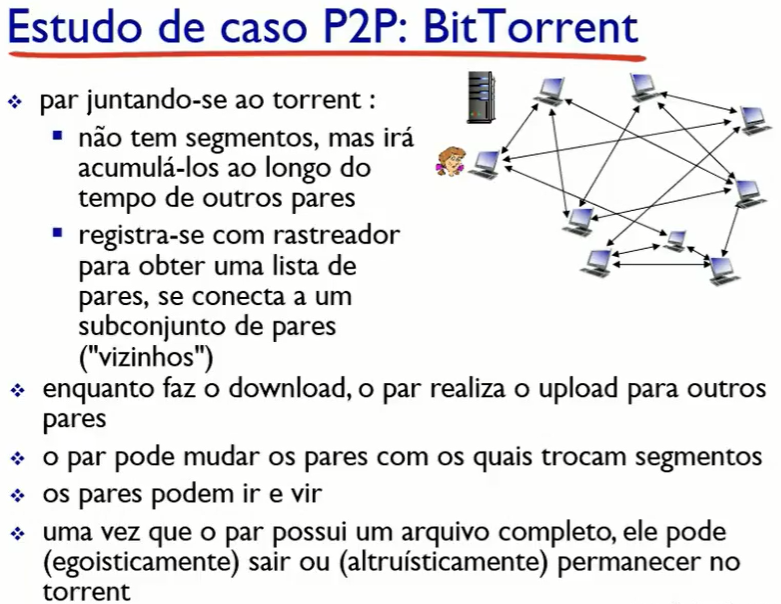 Estudo de caso P2P: BitTorrent
❖ par juntando-se ao torrent :
▪ não tem segmentos, mas irá
acumulá-los ao longo do
tempo de outros pares
▪ registra-se com rastreador
para obter uma lista de
pares, se conecta a um
subconjunto de pares
("vizinhos")
❖ enquanto faz o download, o par realiza o upload para outros
pares
❖ o par pode mudar os pares com os quais trocam segmentos
❖ os pares podem ir e vir
❖ uma vez que o par possui um arquivo completo, ele pode
(egoisticamente) sair ou (altruísticamente) permanecer no
torrent